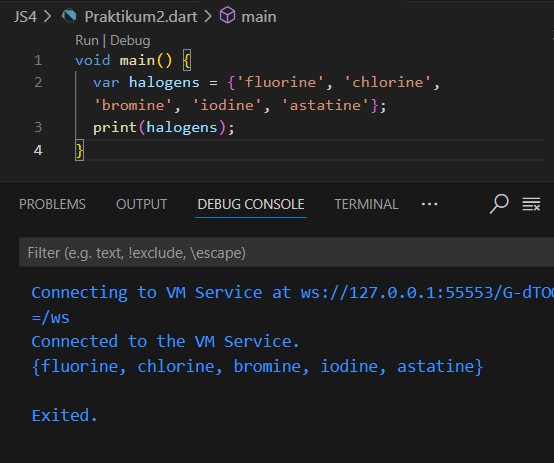 JS4 > Praktikum2.dart > main
Run | Debug
1 void main() {
2 var halogens = {'fluorine', 'chlorine',
'bromine', 'iodine', 'astatine'};
3 print(halogens);
4 }
PROBLEMS OUTPUT DEBUG CONSOLE TERMINAL ...
Filter (e.g. text, !exclude, \escape)
Connecting to VM Service at ws://127.0.0.1:55553/G-dTOC
=/ws
Connected to the VM Service.
{fluorine, chlorine, bromine, iodine, astatine}
Exited.